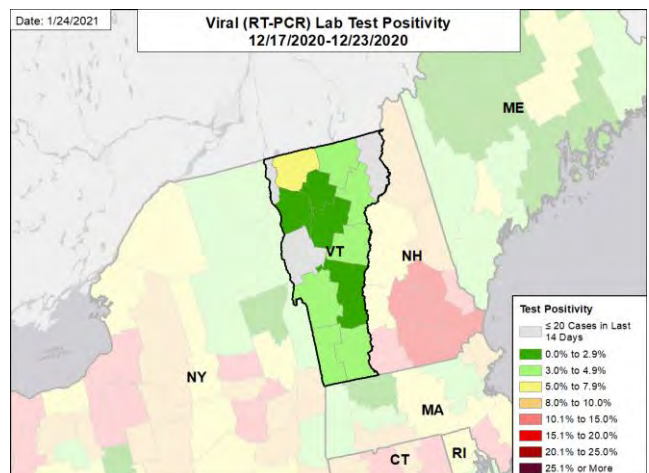 Date: 1/24/2021
Viral (RT-PCR) Lab Test Positivity
12/17/2020-12/23/2020
ME
VT
NH
NY
MA
CT
RI
Test Positivity
≤ 20 Cases in Last
14 Days
0.0% to 2.9%
3.0% to 4.9%
5.0% to 7.9%
8.0% to 10.0%
10.1% to 15.0%
15.1% to 20.0%
20.1% to 25.0%
25.1% or More